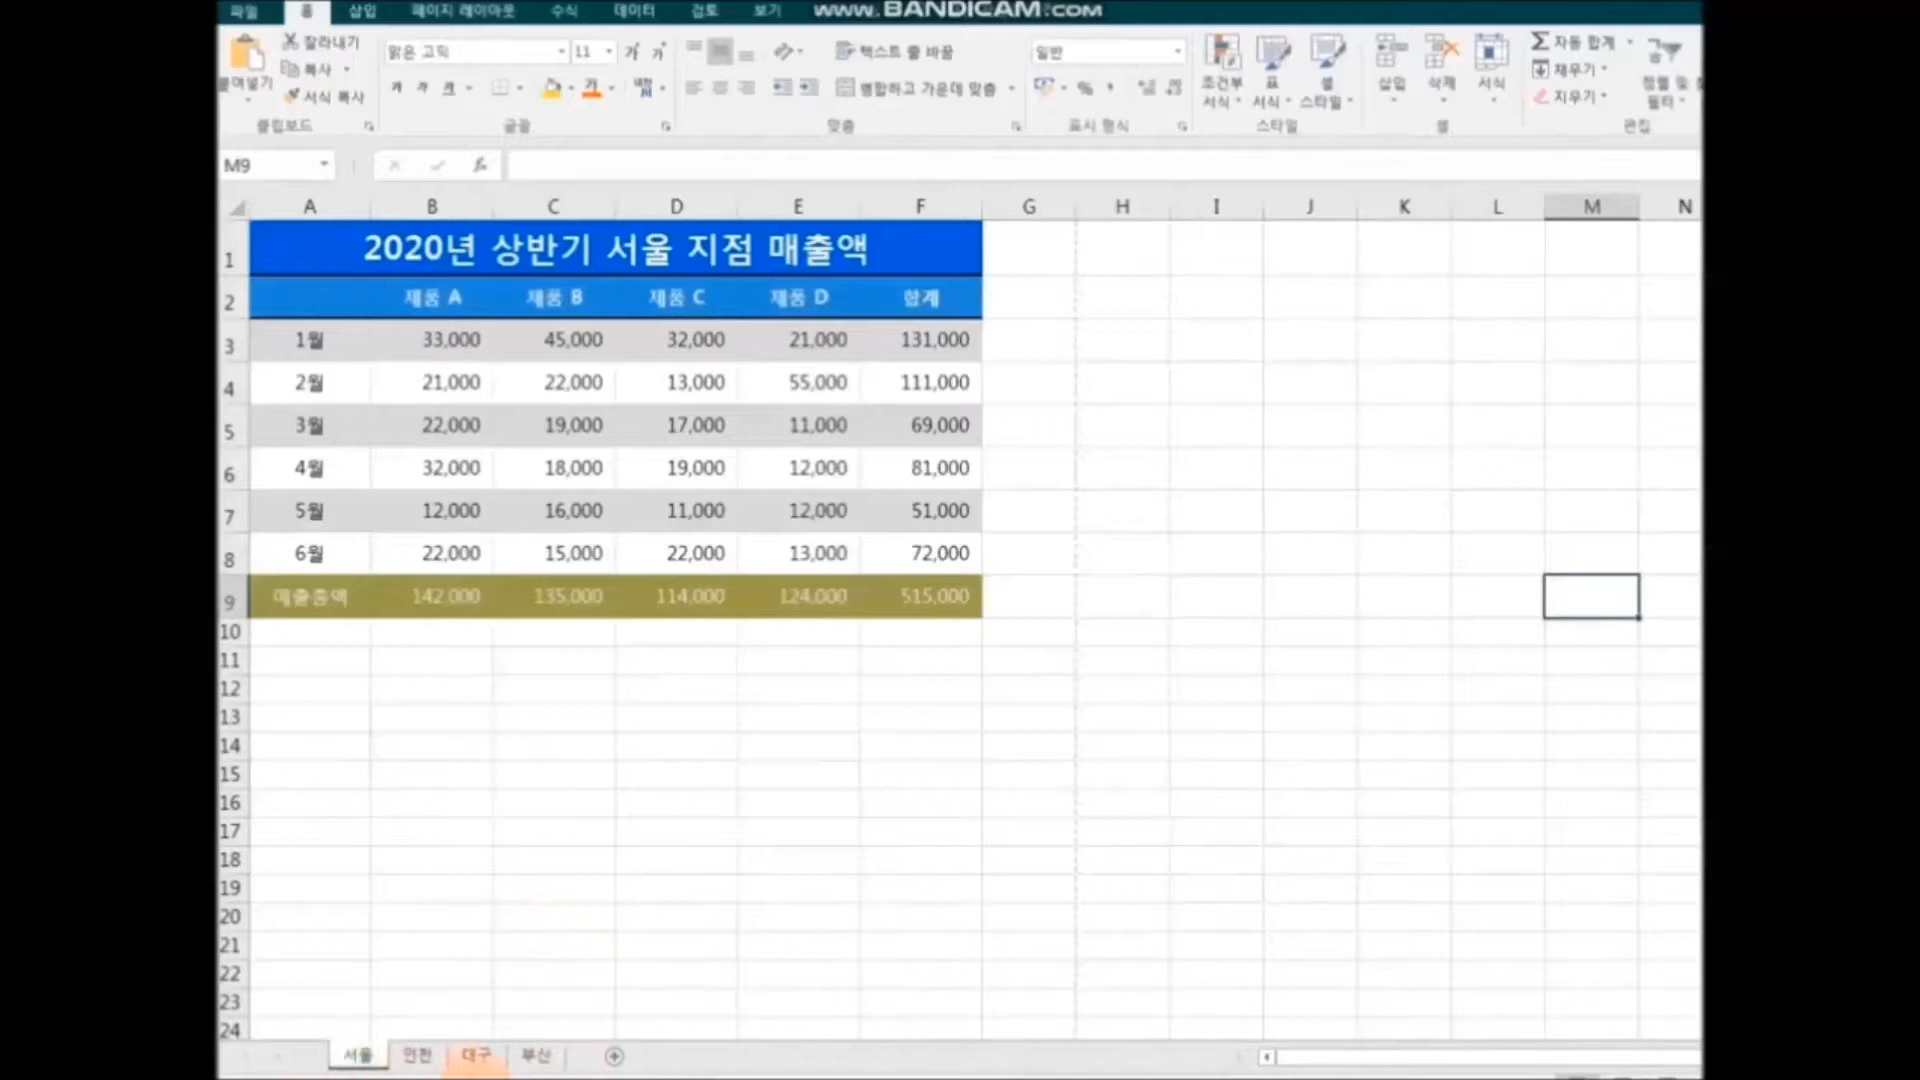 www.BANDICAM.com
파일 홈 삽입 페이지 레이아웃 수식 데이터 검토 보기
잘라내기
복사
서식 복사
붙여넣기
클립보드
맑은 고딕 11
가 가 가
글꼴
텍스트 줄 바꿈
병합하고 가운데 맞춤
맞춤
일반
%
표시 형식
조건부 서식
표 서식
셀 스타일
스타일
삽입 삭제 서식
셀
자동 합계
채우기
지우기
정렬 및
필터
편집
M9
fx
A B C D E F G H I J K L M N
1 2020년 상반기 서울 지점 매출액
2 제품 A 제품 B 제품 C 제품 D 합계
3 1월 33,000 45,000 32,000 21,000 131,000
4 2월 21,000 22,000 13,000 55,000 111,000
5 3월 22,000 19,000 17,000 11,000 69,000
6 4월 32,000 18,000 19,000 12,000 81,000
7 5월 12,000 16,000 11,000 12,000 51,000
8 6월 22,000 15,000 22,000 13,000 72,000
9 매출총액 142,000 135,000 114,000 124,000 515,000
10
11
12
13
14
15
16
17
18
19
20
21
22
23
24
서울 인천 대구 부산